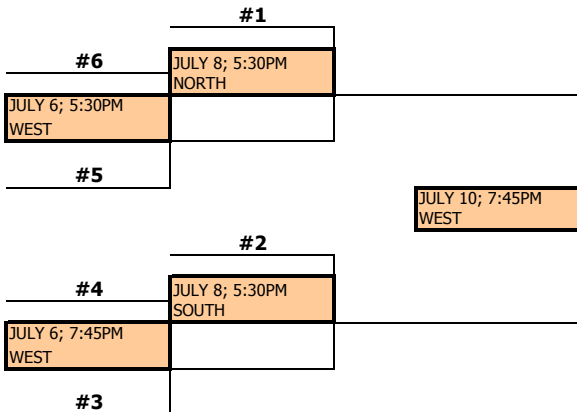 #1
#6
JULY 8; 5:30PM
NORTH
JULY 6; 5:30PM
WEST
#5
JULY 10; 7:45PM
WEST
#2
#4
JULY 8; 5:30PM
SOUTH
JULY 6; 7:45PM
WEST
#3